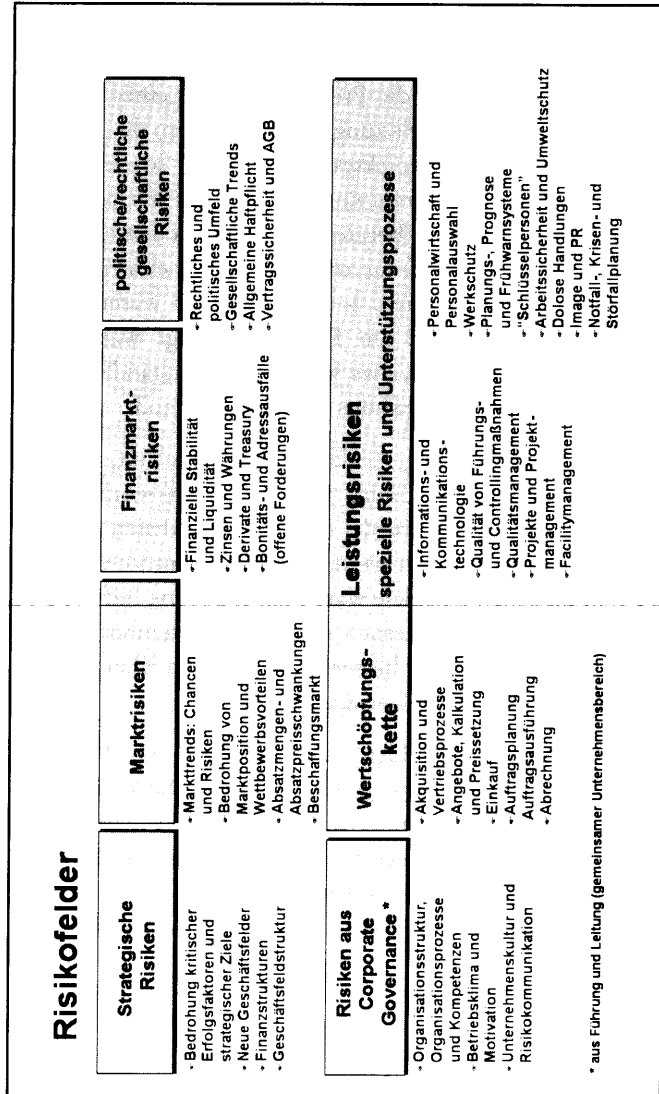 Risikofelder
Strategische
Risiken
- Bedrohung kritischer
Erfolgsfaktoren und
strategischer Ziele
- Neue Geschäftsfelder
- Finanzstrukturen
- Geschäftsfeldstruktur
Marktrisiken
- Markttrends: Chancen
und Risiken
- Bedrohung von
Marktposition und
Wettbewerbsvorteilen
- Absatzmengen- und
Absatzpreisschwankungen
- Beschaffungsmarkt
Finanzmarkt-
risiken
- Finanzielle Stabilität
und Liquidität
- Zinsen und Währungen
- Derivate und Treasury
- Bonitäts- und Adressausfälle
(offene Forderungen)
politische/rechtliche
gesellschaftliche
Risiken
- Rechtliches und
politisches Umfeld
- Gesellschaftliche Trends
- Allgemeine Haftpflicht
- Vertragssicherheit und AGB
Risiken aus
Corporate
Governance *
- Organisationsstruktur,
Organisationsprozesse
und Kompetenzen
- Betriebsklima und
Motivation
- Unternehmenskultur und
Risikokommunikation
Wertschöpfungs-
kette
- Akquisition und
Vertriebsprozesse
- Angebote, Kalkulation
und Preissetzung
- Einkauf
- Auftragsplanung
Auftragsausführung
- Abrechnung
Leistungsrisiken
spezielle Risiken und Unterstützungsprozesse
- Informations- und
Kommunikations-
technologie
- Qualität von Führungs-
und Controllingmaßnahmen
- Qualitätsmanagement
- Projekte und Projekt-
management
- Facilitymanagement
- Personalwirtschaft und
Personalauswahl
- Werkschutz
- Planungs-, Prognose
und Frühwarnsysteme
- "Schlüsselpersonen"
- Arbeitssicherheit und Umweltschutz
- Dolose Handlungen
- Image und PR
- Notfall-, Krisen- und
Störfallplanung
* aus Führung und Leitung (gemeinsamer Unternehmensbereich)